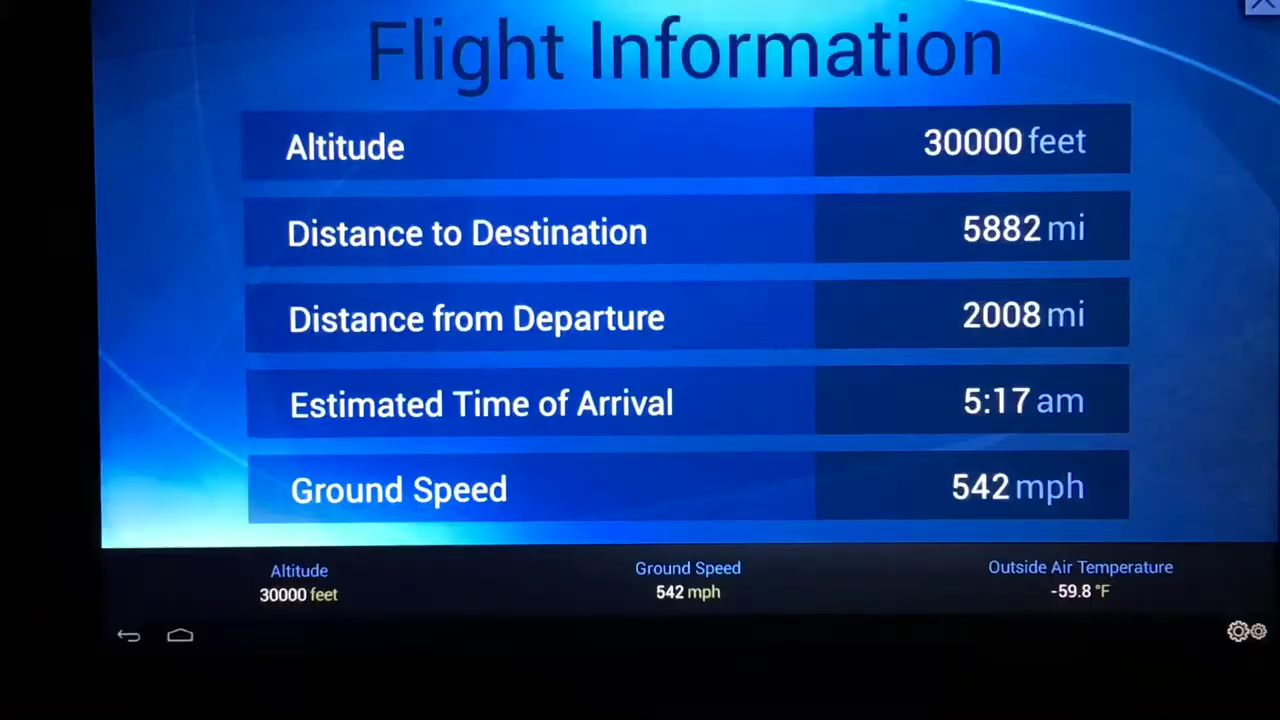 Flight Information
Altitude 30000 feet
Distance to Destination 5882 mi
Distance from Departure 2008 mi
Estimated Time of Arrival 5:17 am
Ground Speed 542 mph
Altitude Ground Speed Outside Air Temperature
30000 feet 542 mph -59.8 °F